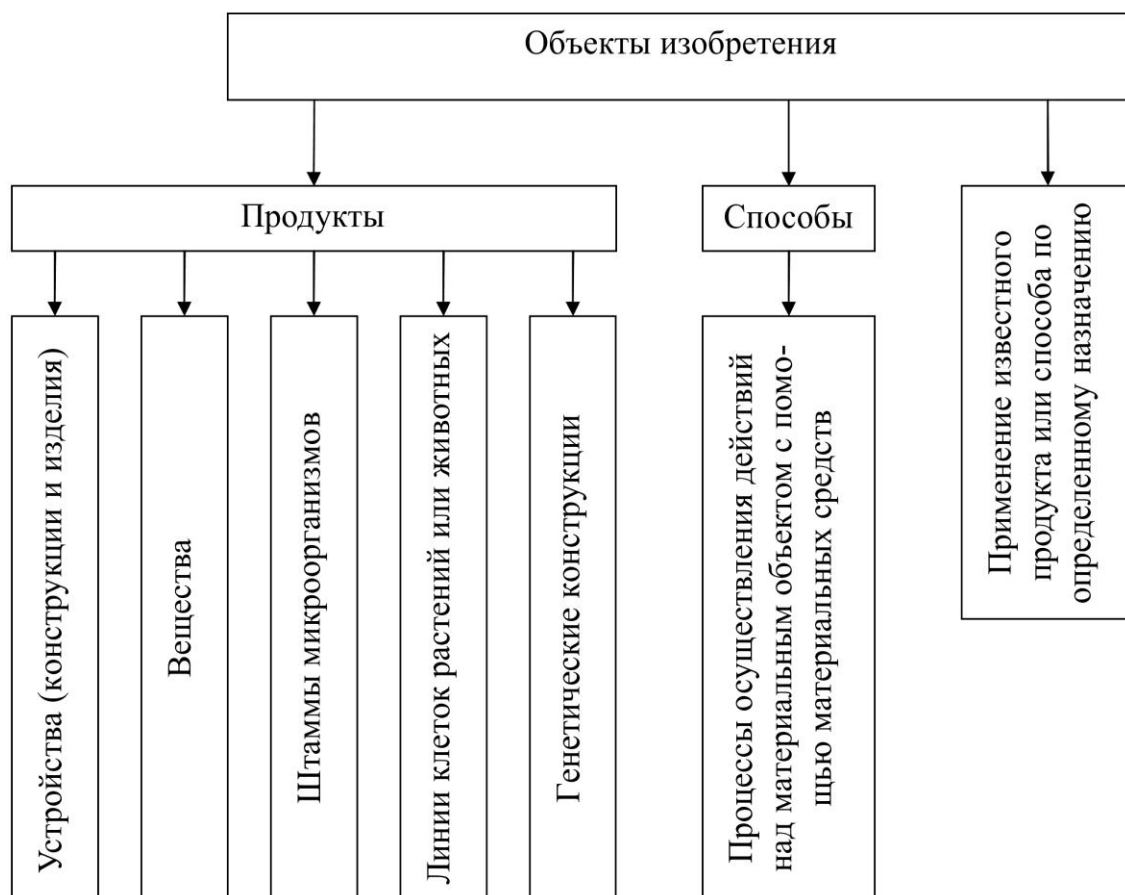 Объекты изобретения
Продукты
Способы
Применение известного
продукта или способа по
определенному назначению
Устройства (конструкции и изделия)
Вещества
Штаммы микроорганизмов
Линии клеток растений или животных
Генетические конструкции
Процессы осуществления действий
над материальным объектом с помо-
щью материальных средств